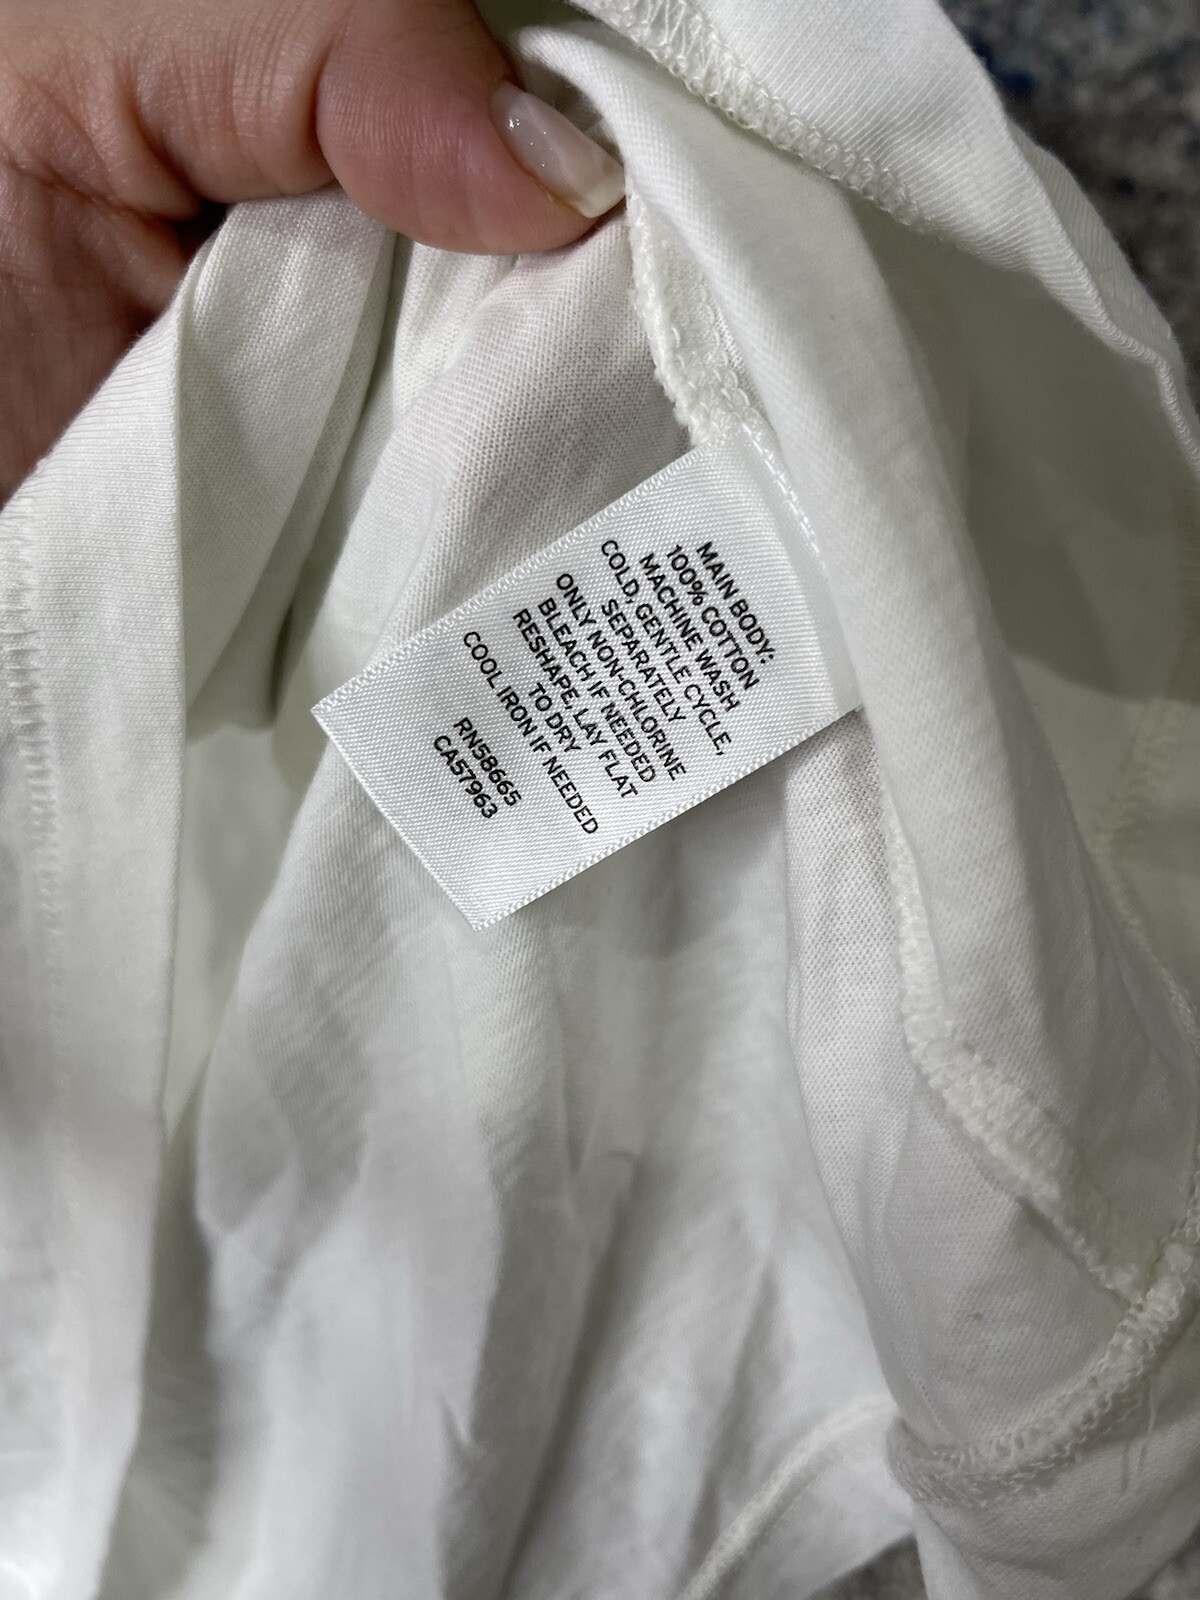 MAIN BODY:
100% COTTON
MACHINE WASH
COLD, GENTLE CYCLE,
SEPARATELY
ONLY NON-CHLORINE
BLEACH IF NEEDED
RESHAPE, LAY FLAT
TO DRY
COOL IRON IF NEEDED
RN58665
CA57963